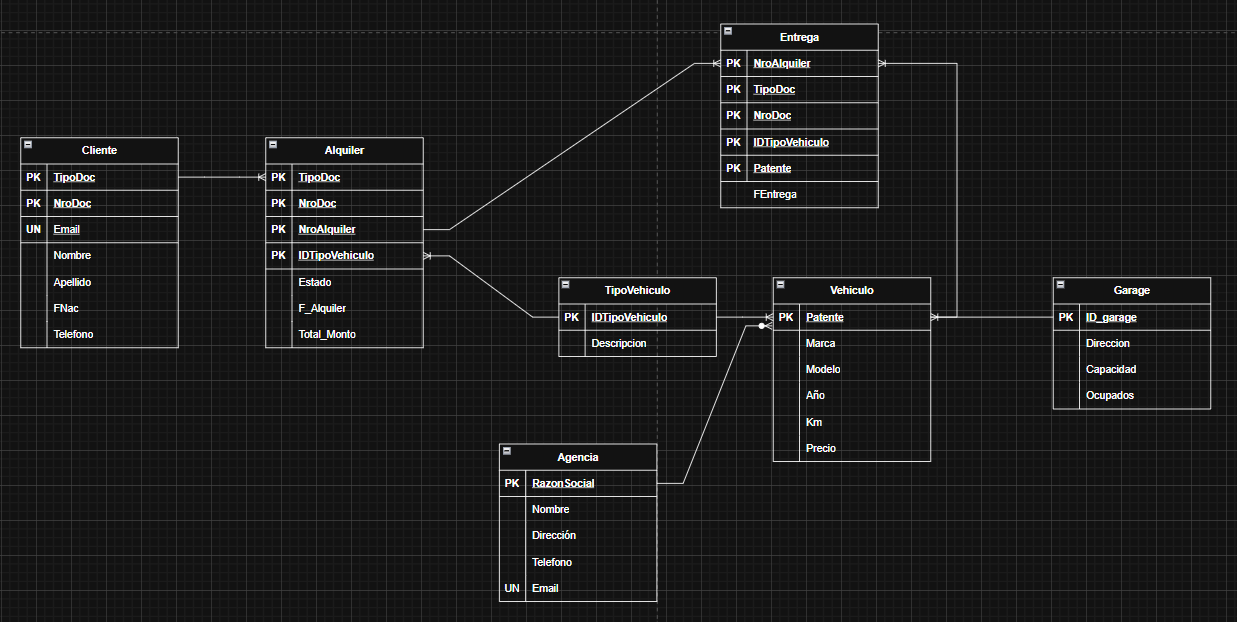 Entrega
PK NroAlquiler
PK TipoDoc
PK NroDoc
PK IDTipoVehiculo
PK Patente
FEntrega
Cliente
PK TipoDoc
PK NroDoc
UN Email
Nombre
Apellido
FNac
Telefono
Alquiler
PK TipoDoc
PK NroDoc
PK NroAlquiler
PK IDTipoVehiculo
Estado
F_Alquiler
Total_Monto
TipoVehiculo
PK IDTipoVehiculo
Descripcion
Vehiculo
PK Patente
Marca
Modelo
Año
Km
Precio
Garage
PK ID_garage
Direccion
Capacidad
Ocupados
Agencia
PK RazonSocial
Nombre
Dirección
Telefono
UN Email